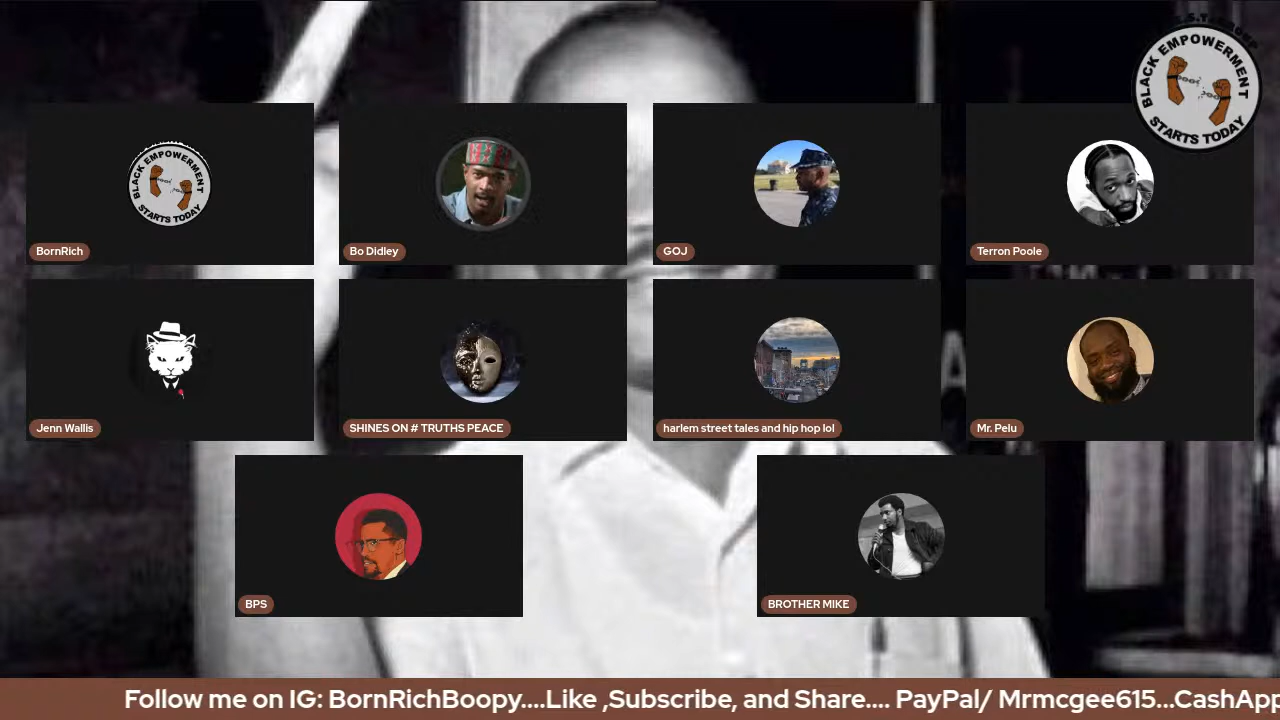 BLACK EMPOWERMENT
STARTS TODAY
BLACK EMPOWERMENT
STARTS TODAY
BornRich
Bo Didley
GOJ
Terron Poole
Jenn Wallis
SHINES ON # TRUTHS PEACE
harlem street tales and hip hop lol
Mr. Pelu
BPS
BROTHER MIKE
Follow me on IG: BornRichBoopy....Like ,Subscribe, and Share.... PayPal/ Mrmcgee615...CashApp